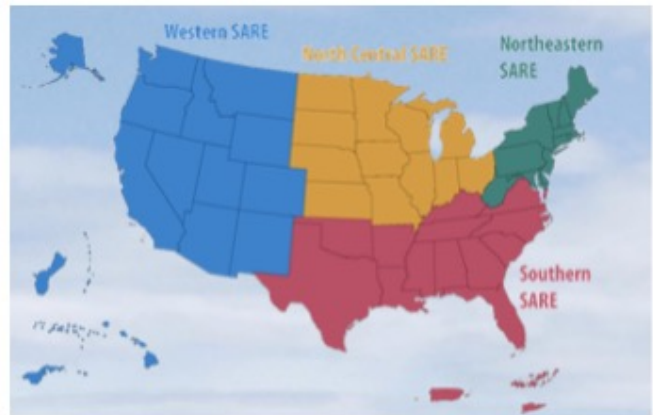 Western SARE
North Central SARE
Northeastern
SARE
Southern
SARE